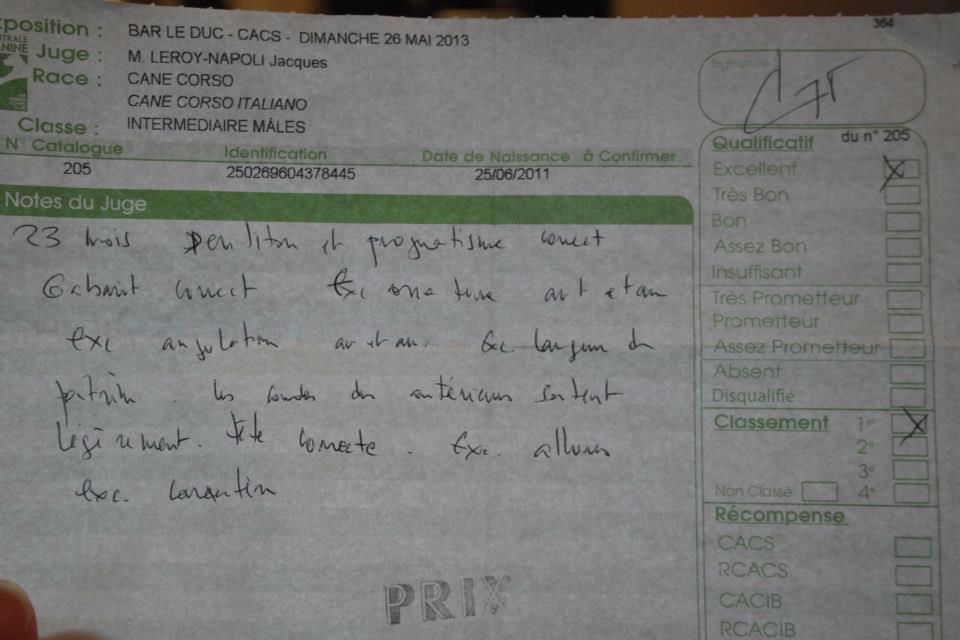 364
xposition : BAR LE DUC - CACS - DIMANCHE 26 MAI 2013
Juge : M. LEROY-NAPOLI Jacques
Race : CANE CORSO
CANE CORSO ITALIANO
Classe : INTERMEDIAIRE MÂLES
N° Catalogue Identification Date de Naissance à Confirmer
205 250269604378445 25/06/2011
Notes du Juge
23 mois Dentition et prognatisme correct
Gabarit correct Exc ossature av et arr
Exc angulation av et arr. Exc. largeur de
poitrine. les coudes des antérieurs sortent
légèrement. tête correcte. Exc. allures
exc. caractère
PRIX
Signature
Qualificatif du n° 205
Excellent X
Très Bon
Bon
Assez Bon
Insuffisant
Très Prometteur
Prometteur
Assez Prometteur
Absent
Disqualifié
Classement 1er X
2e
3e
Non Classé 4e
Récompense
CACS
RCACS
CACIB
RCACIB